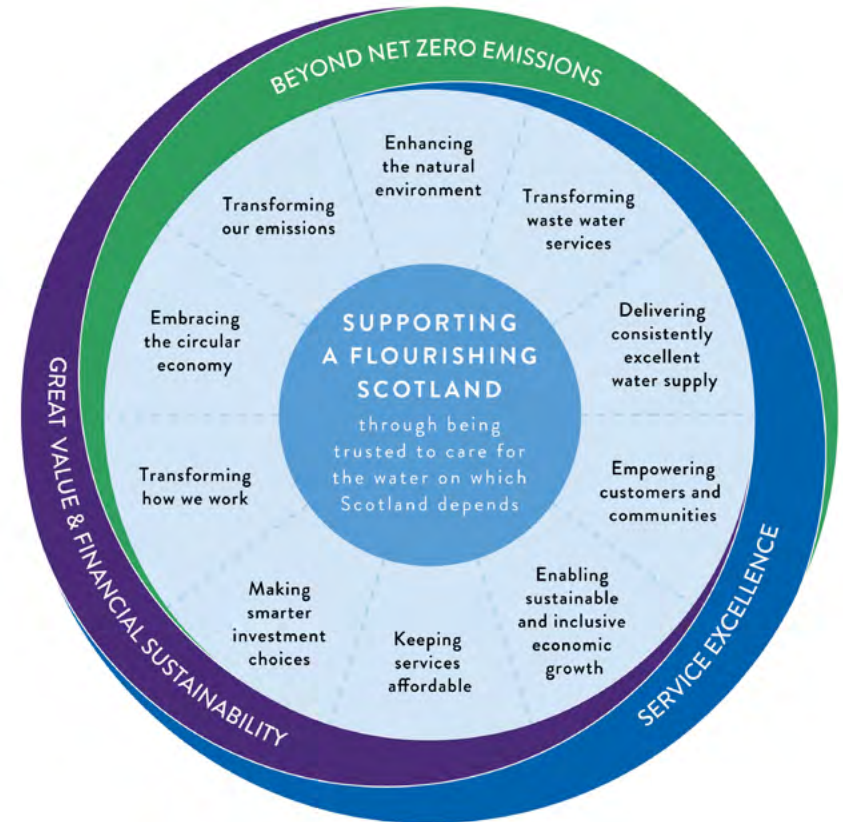 BEYOND NET ZERO EMISSIONS
SERVICE EXCELLENCE
GREAT VALUE & FINANCIAL SUSTAINABILITY
Enhancing
the natural
environment
Transforming
waste water
services
Delivering
consistently
excellent
water supply
Empowering
customers and
communities
Enabling
sustainable
and inclusive
economic
growth
Keeping
services
affordable
Making
smarter
investment
choices
Transforming
how we work
Embracing
the circular
economy
Transforming
our emissions
SUPPORTING
A FLOURISHING
SCOTLAND
through being
trusted to care for
the water on which
Scotland depends